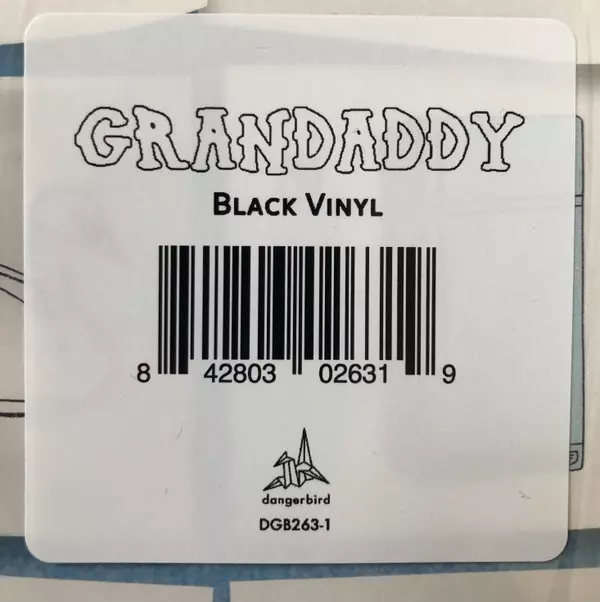 GRANDADDY
BLACK VINYL
8 42803 02631 9
dangerbird
DGB263-1